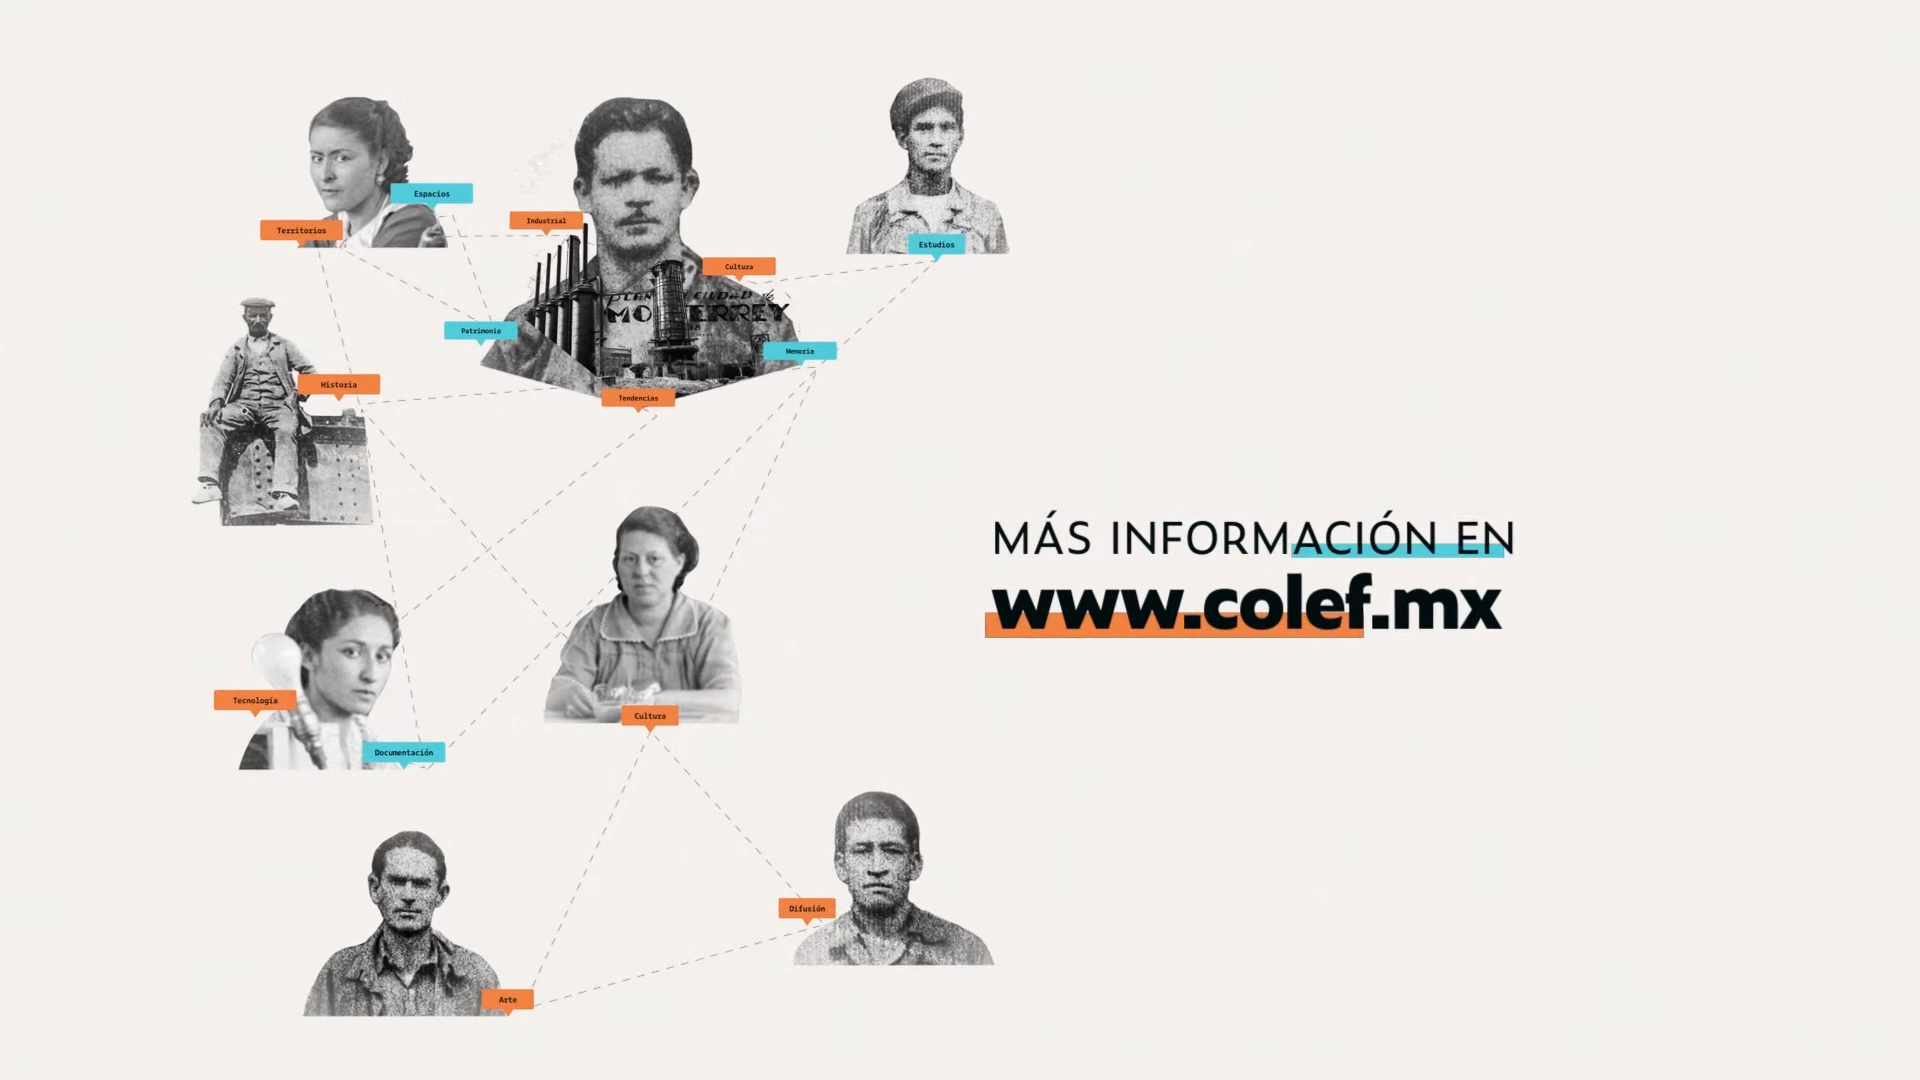 Espacios
Territorios
Industrial
Estudios
Cultura
MONTERREY
Patrimonio
Memoria
Historia
Tendencias
MÁS INFORMACIÓN EN
www.colef.mx
Tecnología
Cultura
Documentación
Difusión
Arte